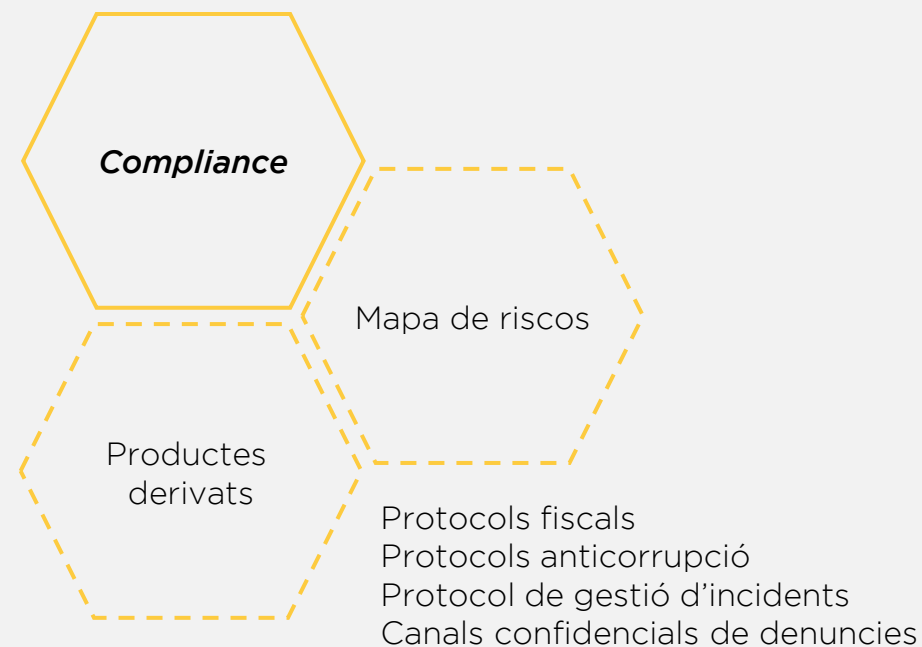 Compliance
Mapa de riscos
Productes
derivats
Protocols fiscals
Protocols anticorrupció
Protocol de gestió d'incidents
Canals confidencials de denuncies